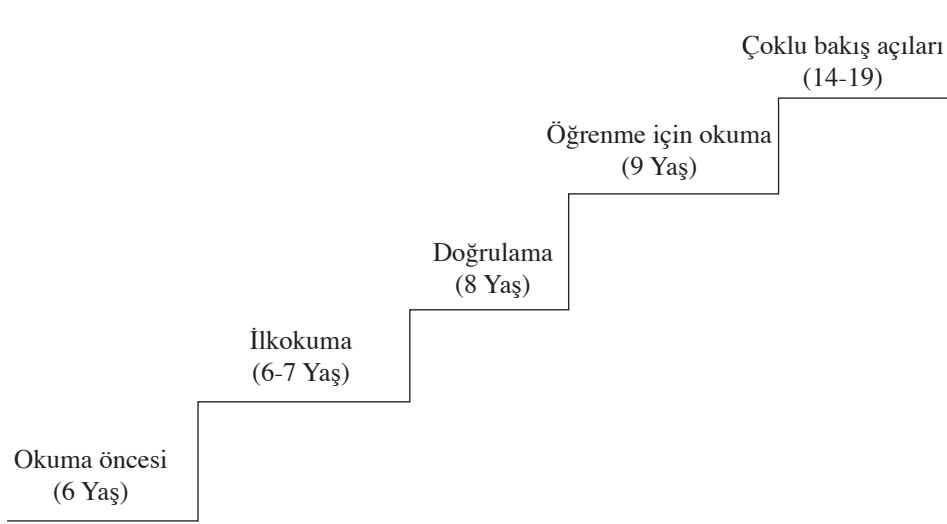 Çoklu bakış açıları
(14-19)
Öğrenme için okuma
(9 Yaş)
Doğrulama
(8 Yaş)
İlkokuma
(6-7 Yaş)
Okuma öncesi
(6 Yaş)